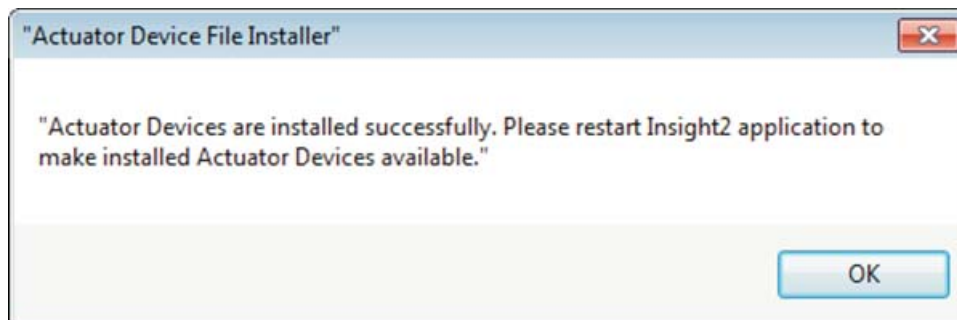 "Actuator Device File Installer"
"Actuator Devices are installed successfully. Please restart Insight2 application to
make installed Actuator Devices available."
OK